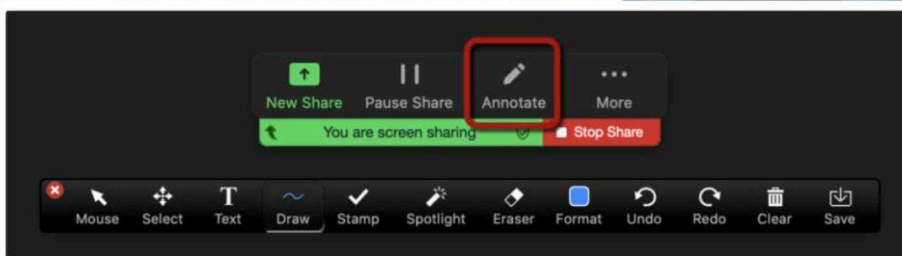 New Share Pause Share Annotate More
You are screen sharing Stop Share
Mouse Select Text Draw Stamp Spotlight Eraser Format Undo Redo Clear Save